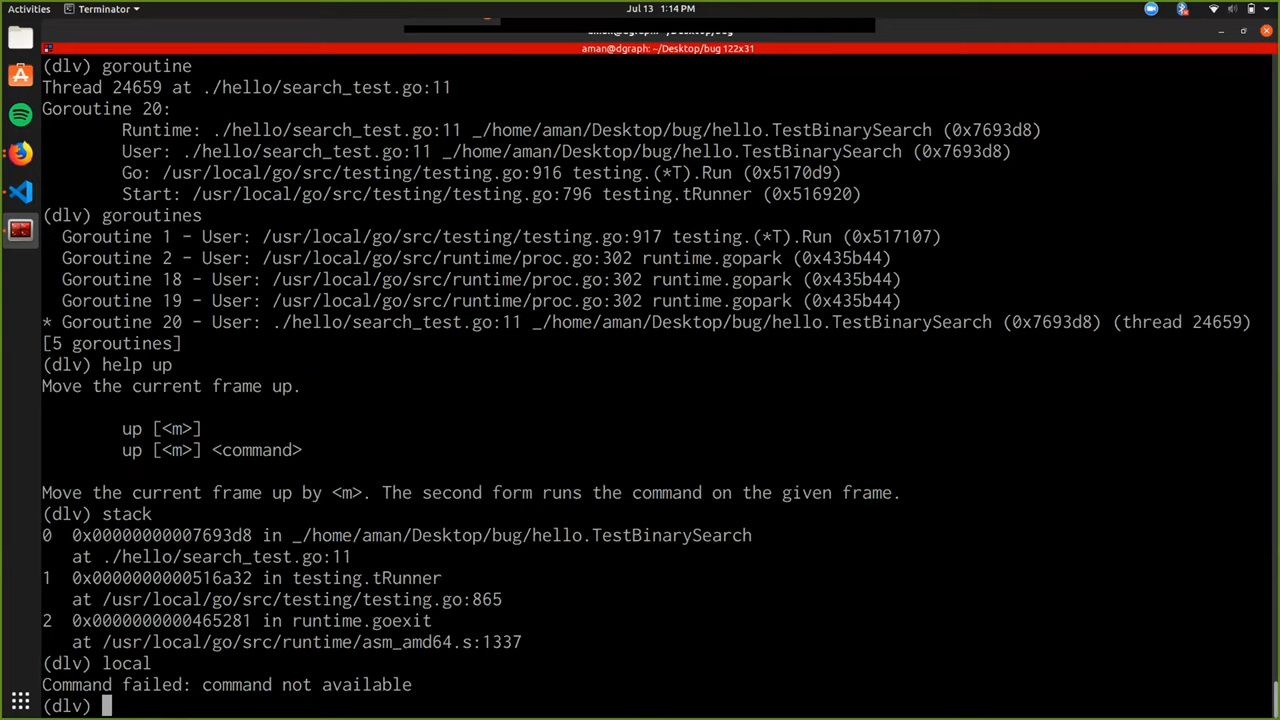 Activities
Terminator
Jul 13 1:14 PM
aman@dgraph: ~/Desktop/bug
aman@dgraph: ~/Desktop/bug 122x31
(dlv) goroutine
Thread 24659 at ./hello/search_test.go:11
Goroutine 20:
Runtime: ./hello/search_test.go:11 _/home/aman/Desktop/bug/hello.TestBinarySearch (0x7693d8)
User: ./hello/search_test.go:11 _/home/aman/Desktop/bug/hello.TestBinarySearch (0x7693d8)
Go: /usr/local/go/src/testing/testing.go:916 testing.(*T).Run (0x5170d9)
Start: /usr/local/go/src/testing/testing.go:796 testing.tRunner (0x516920)
(dlv) goroutines
Goroutine 1 - User: /usr/local/go/src/testing/testing.go:917 testing.(*T).Run (0x517107)
Goroutine 2 - User: /usr/local/go/src/runtime/proc.go:302 runtime.gopark (0x435b44)
Goroutine 18 - User: /usr/local/go/src/runtime/proc.go:302 runtime.gopark (0x435b44)
Goroutine 19 - User: /usr/local/go/src/runtime/proc.go:302 runtime.gopark (0x435b44)
* Goroutine 20 - User: ./hello/search_test.go:11 _/home/aman/Desktop/bug/hello.TestBinarySearch (0x7693d8) (thread 24659)
[5 goroutines]
(dlv) help up
Move the current frame up.
up [<m>]
up [<m>] <command>
Move the current frame up by <m>. The second form runs the command on the given frame.
(dlv) stack
0 0x00000000007693d8 in _/home/aman/Desktop/bug/hello.TestBinarySearch
at ./hello/search_test.go:11
1 0x0000000000516a32 in testing.tRunner
at /usr/local/go/src/testing/testing.go:865
2 0x0000000000465281 in runtime.goexit
at /usr/local/go/src/runtime/asm_amd64.s:1337
(dlv) local
Command failed: command not available
(dlv)